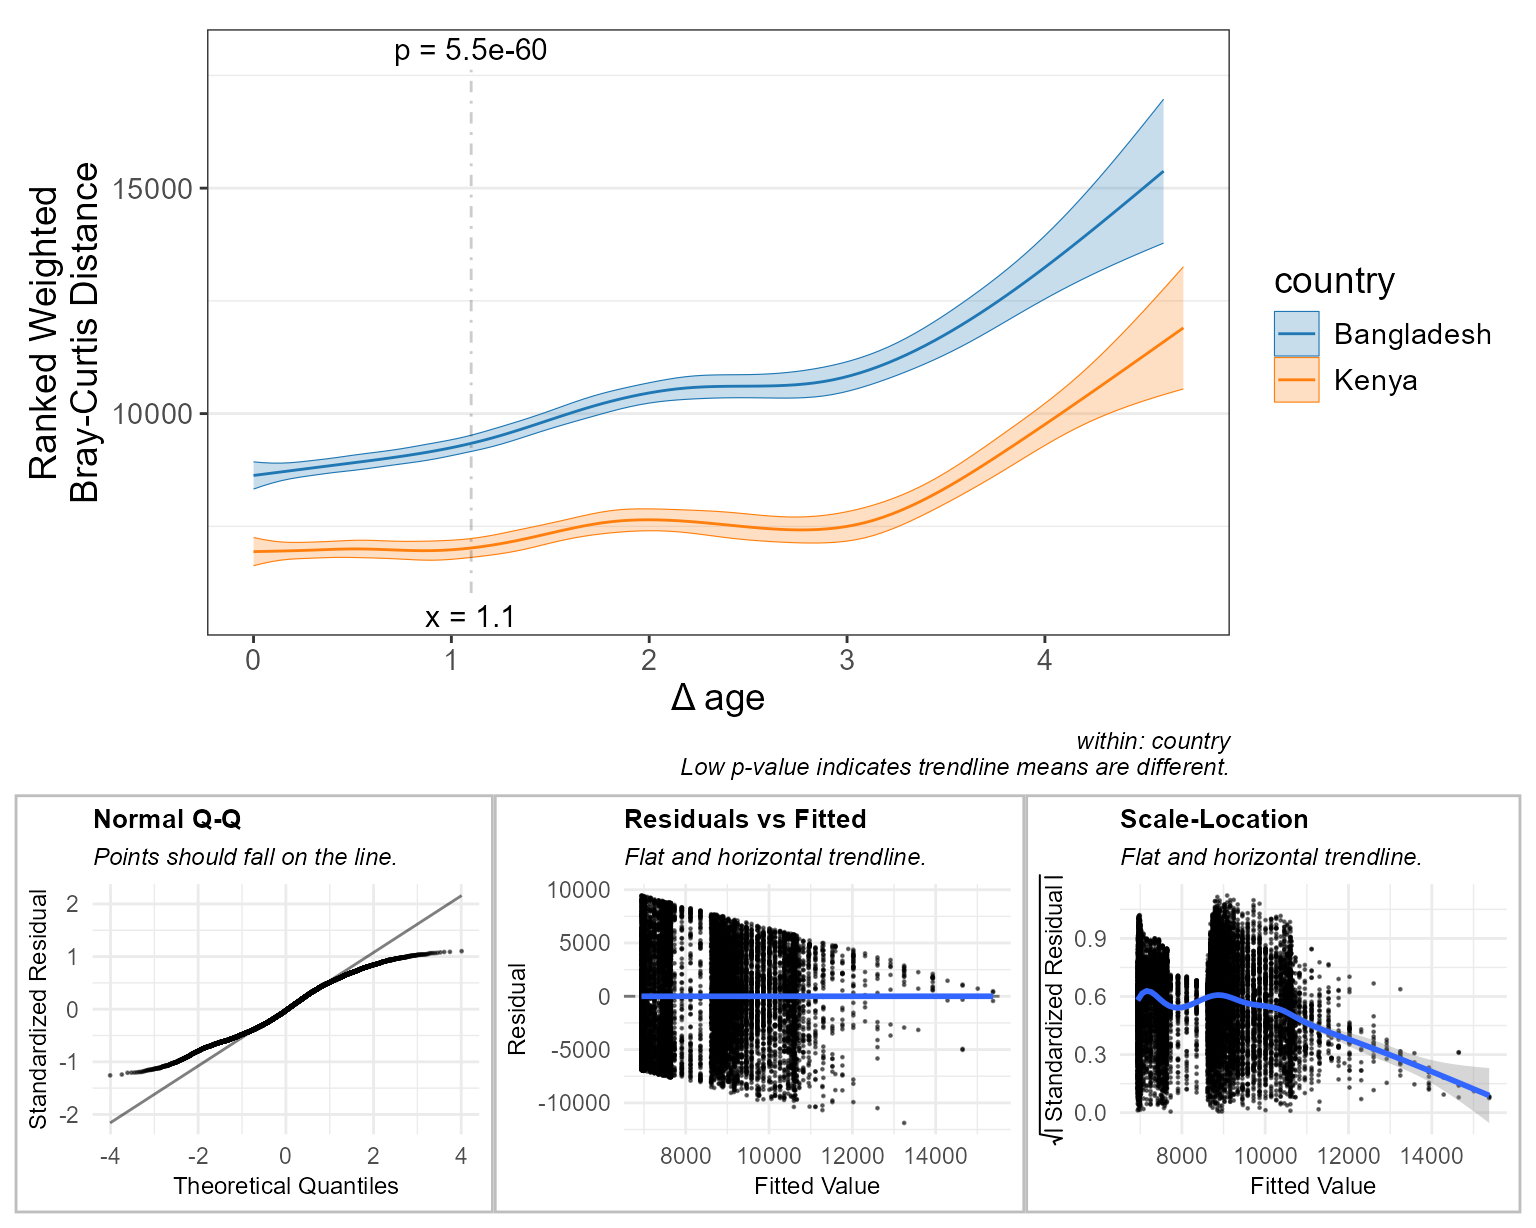 p = 5.5e-60
Ranked Weighted
Bray-Curtis Distance
15000
10000
x = 1.1
0 1 2 3 4
Δ age
country
Bangladesh
Kenya
within: country
Low p-value indicates trendline means are different.
Normal Q-Q
Points should fall on the line.
Standardized Residual
2
1
0
-1
-2
-4 -2 0 2 4
Theoretical Quantiles
Residuals vs Fitted
Flat and horizontal trendline.
Residual
10000
5000
0
-5000
-10000
8000 10000 12000 14000
Fitted Value
Scale-Location
Flat and horizontal trendline.
√| Standardized Residual |
0.9
0.6
0.3
0.0
8000 10000 12000 14000
Fitted Value